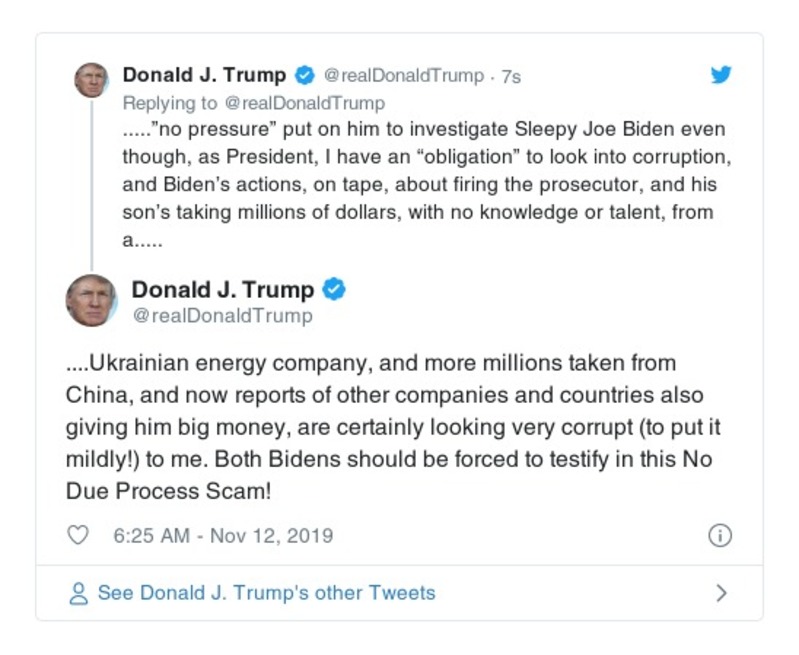 Donald J. Trump @realDonaldTrump · 7s
Replying to @realDonaldTrump
.....”no pressure” put on him to investigate Sleepy Joe Biden even
though, as President, I have an “obligation” to look into corruption,
and Biden’s actions, on tape, about firing the prosecutor, and his
son’s taking millions of dollars, with no knowledge or talent, from
a.....
Donald J. Trump
@realDonaldTrump
....Ukrainian energy company, and more millions taken from
China, and now reports of other companies and countries also
giving him big money, are certainly looking very corrupt (to put it
mildly!) to me. Both Bidens should be forced to testify in this No
Due Process Scam!
6:25 AM - Nov 12, 2019
See Donald J. Trump's other Tweets